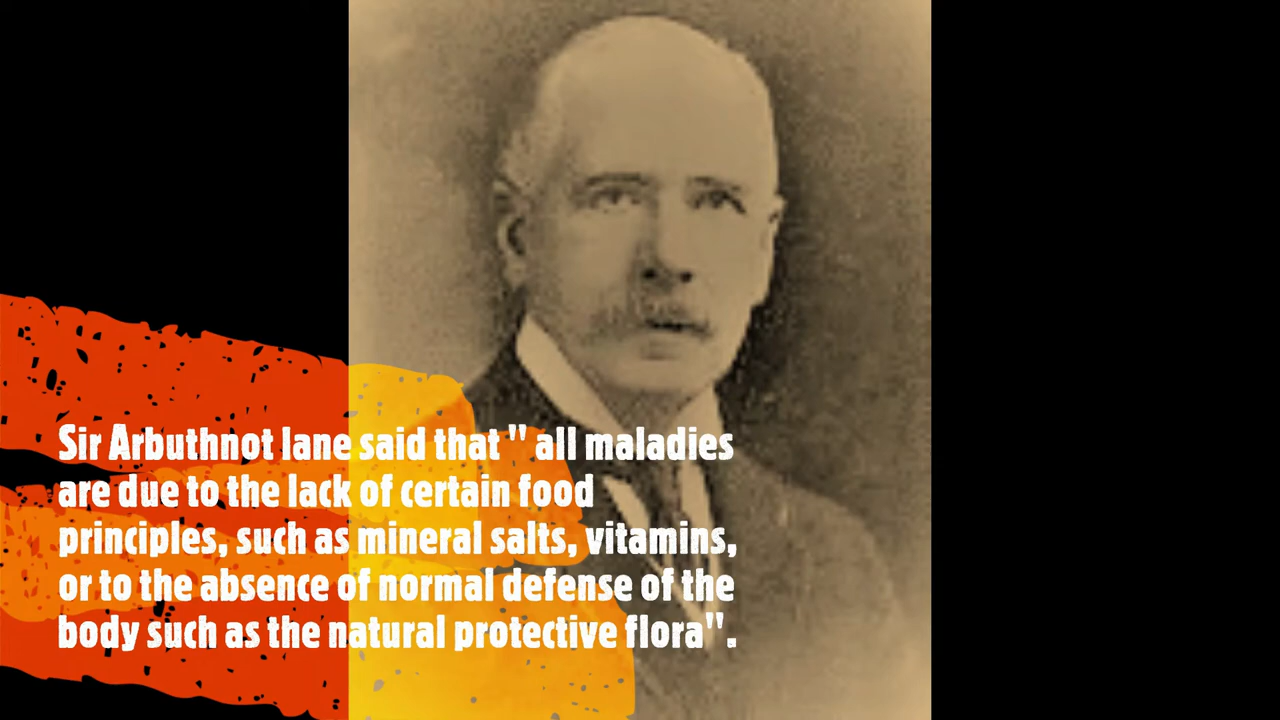 Sir Arbuthnot lane said that " all maladies
are due to the lack of certain food
principles, such as mineral salts, vitamins,
or to the absence of normal defense of the
body such as the natural protective flora".